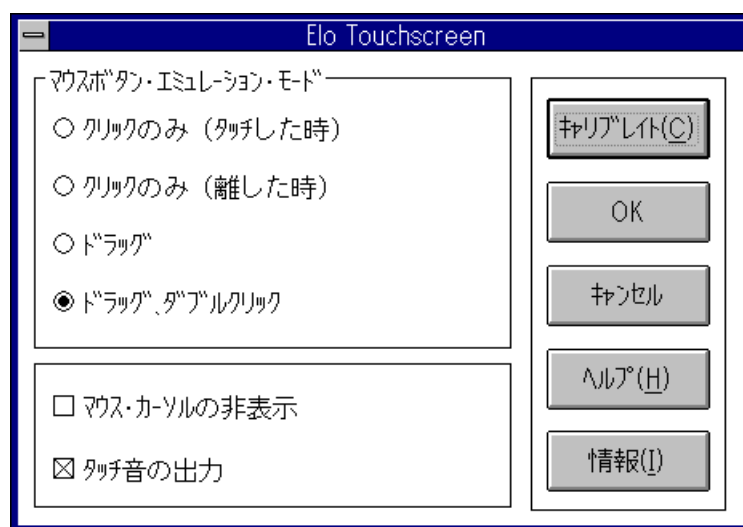 Elo Touchscreen
ﾏｳｽﾎﾞﾀﾝ･ｴﾐｭﾚｰｼｮﾝ･ﾓｰﾄﾞ
ｸﾘｯｸのみ（ﾀｯﾁした時）
ｸﾘｯｸのみ（離した時）
ﾄﾞﾗｯｸﾞ
ﾄﾞﾗｯｸﾞ､ﾀﾞﾌﾞﾙｸﾘｯｸ
ﾏｳｽ･ｶｰｿﾙの非表示
ﾀｯﾁ音の出力
ｷｬﾘﾌﾞﾚｲﾄ(C)
OK
ｷｬﾝｾﾙ
ﾍﾙﾌﾟ(H)
情報(I)